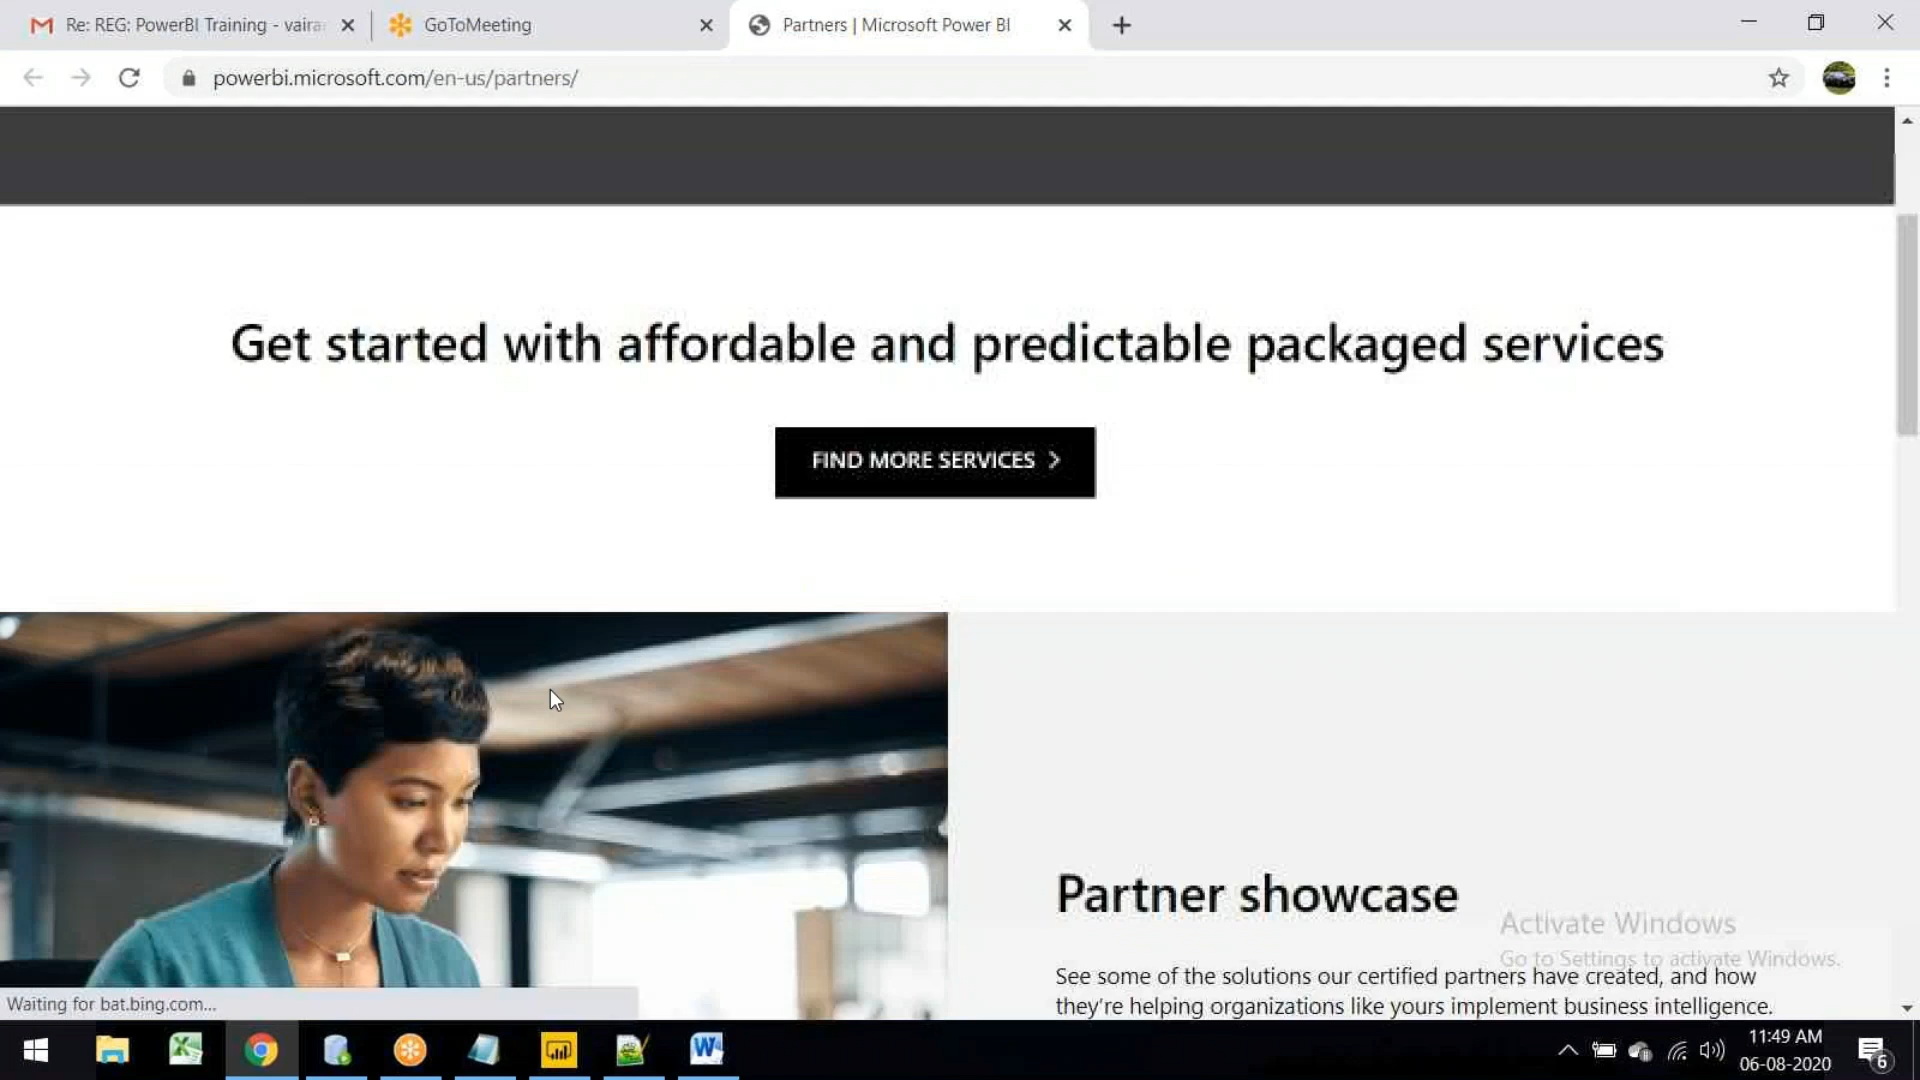 Re: REG: PowerBI Training - vaira
GoToMeeting
Partners | Microsoft Power BI
powerbi.microsoft.com/en-us/partners/
Get started with affordable and predictable packaged services
FIND MORE SERVICES
Partner showcase
Activate Windows
Go to Settings to activate Windows.
See some of the solutions our certified partners have created, and how
they're helping organizations like yours implement business intelligence.
Waiting for bat.bing.com...
11:49 AM
06-08-2020
6